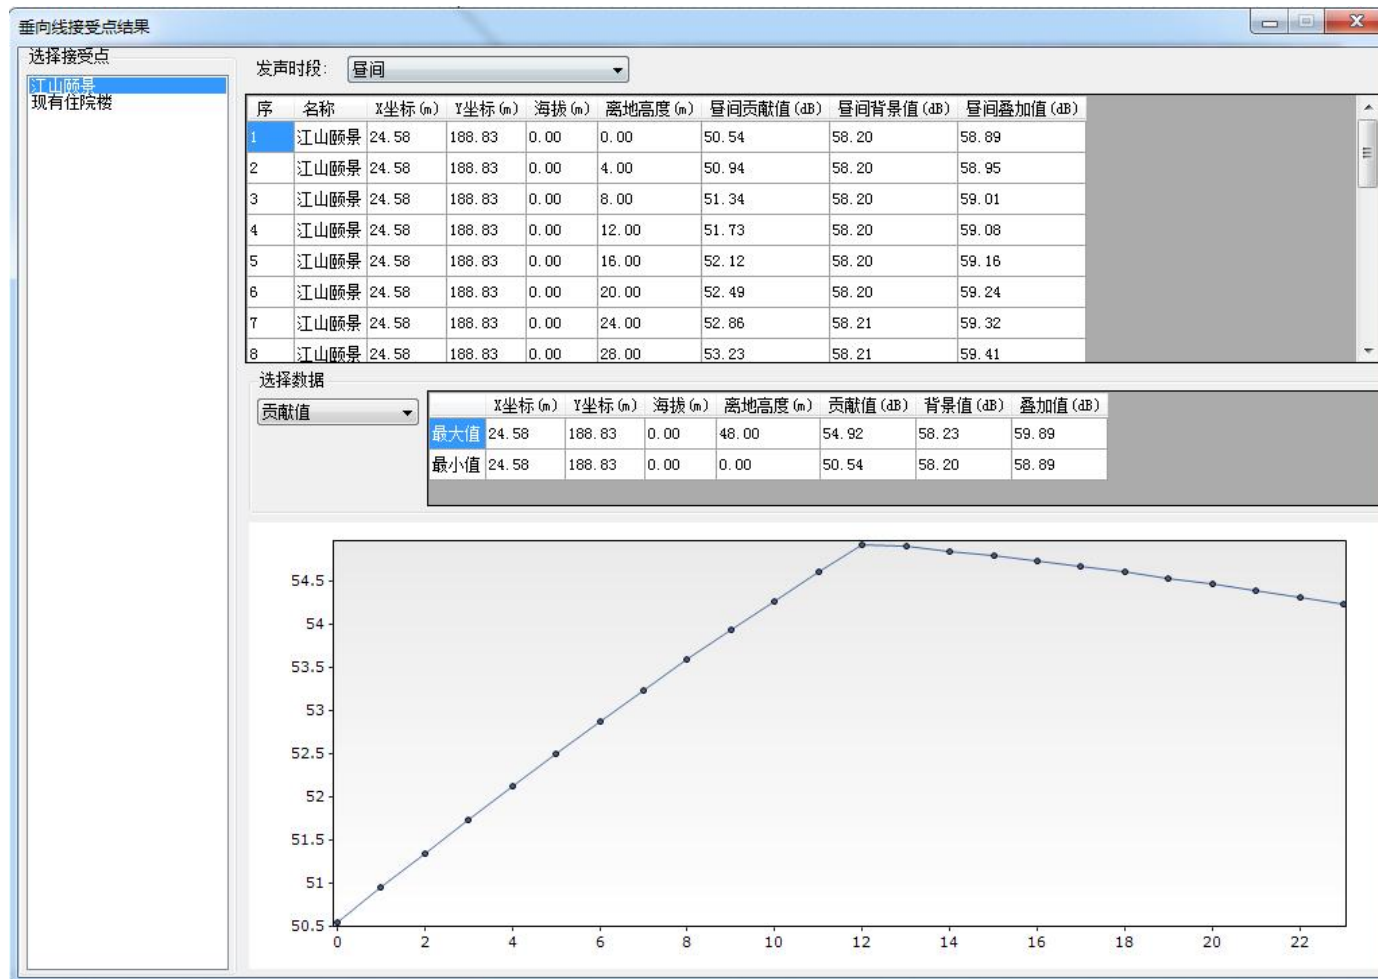 垂向线接受点结果
选择接受点
江山颐景
现有住院楼
发声时段: 昼间
序 名称 X坐标(m) Y坐标(m) 海拔(m) 离地高度(m) 昼间贡献值(dB) 昼间背景值(dB) 昼间叠加值(dB)
1 江山颐景 24.58 188.83 0.00 0.00 50.54 58.20 58.89
2 江山颐景 24.58 188.83 0.00 4.00 50.94 58.20 58.95
3 江山颐景 24.58 188.83 0.00 8.00 51.34 58.20 59.01
4 江山颐景 24.58 188.83 0.00 12.00 51.73 58.20 59.08
5 江山颐景 24.58 188.83 0.00 16.00 52.12 58.20 59.16
6 江山颐景 24.58 188.83 0.00 20.00 52.49 58.20 59.24
7 江山颐景 24.58 188.83 0.00 24.00 52.86 58.21 59.32
8 江山颐景 24.58 188.83 0.00 28.00 53.23 58.21 59.41
选择数据
贡献值
X坐标(m) Y坐标(m) 海拔(m) 离地高度(m) 贡献值(dB) 背景值(dB) 叠加值(dB)
最大值 24.58 188.83 0.00 48.00 54.92 58.23 59.89
最小值 24.58 188.83 0.00 0.00 50.54 58.20 58.89
54.5
54
53.5
53
52.5
52
51.5
51
50.5
0 2 4 6 8 10 12 14 16 18 20 22